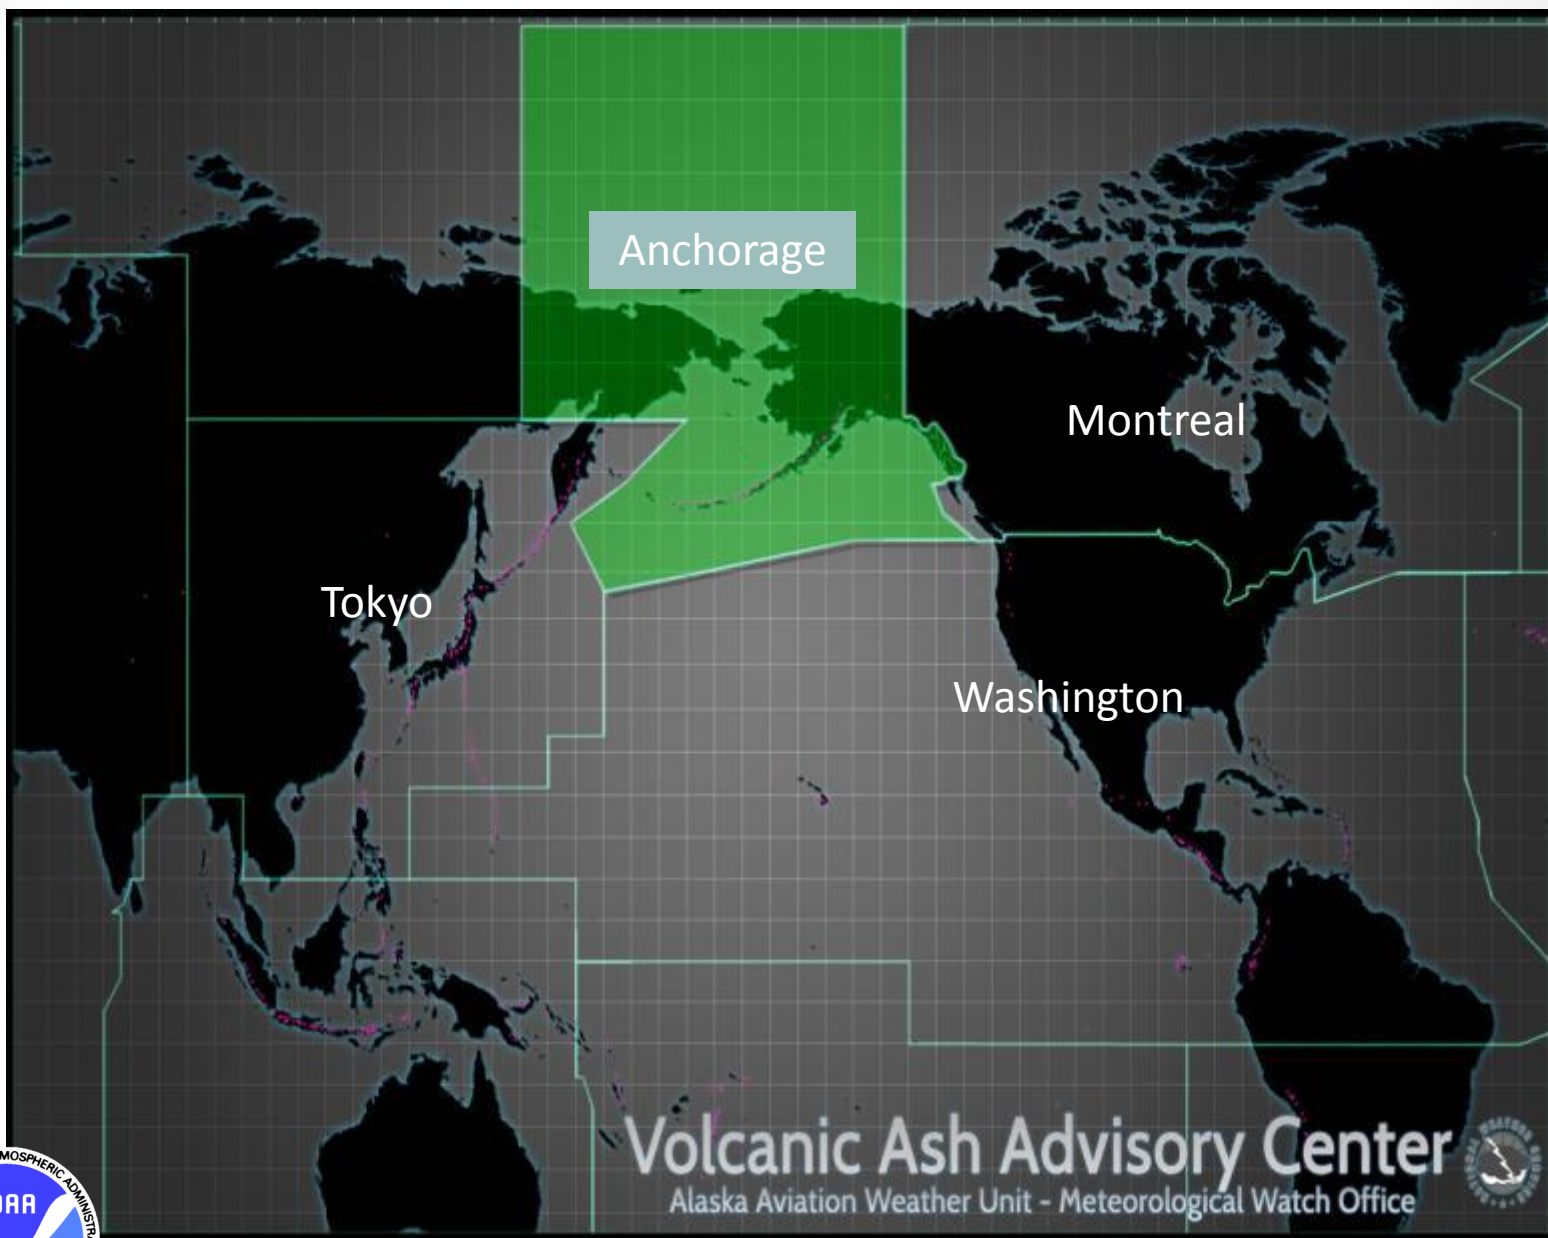 Anchorage
Montreal
Tokyo
Washington
Volcanic Ash Advisory Center
Alaska Aviation Weather Unit - Meteorological Watch Office